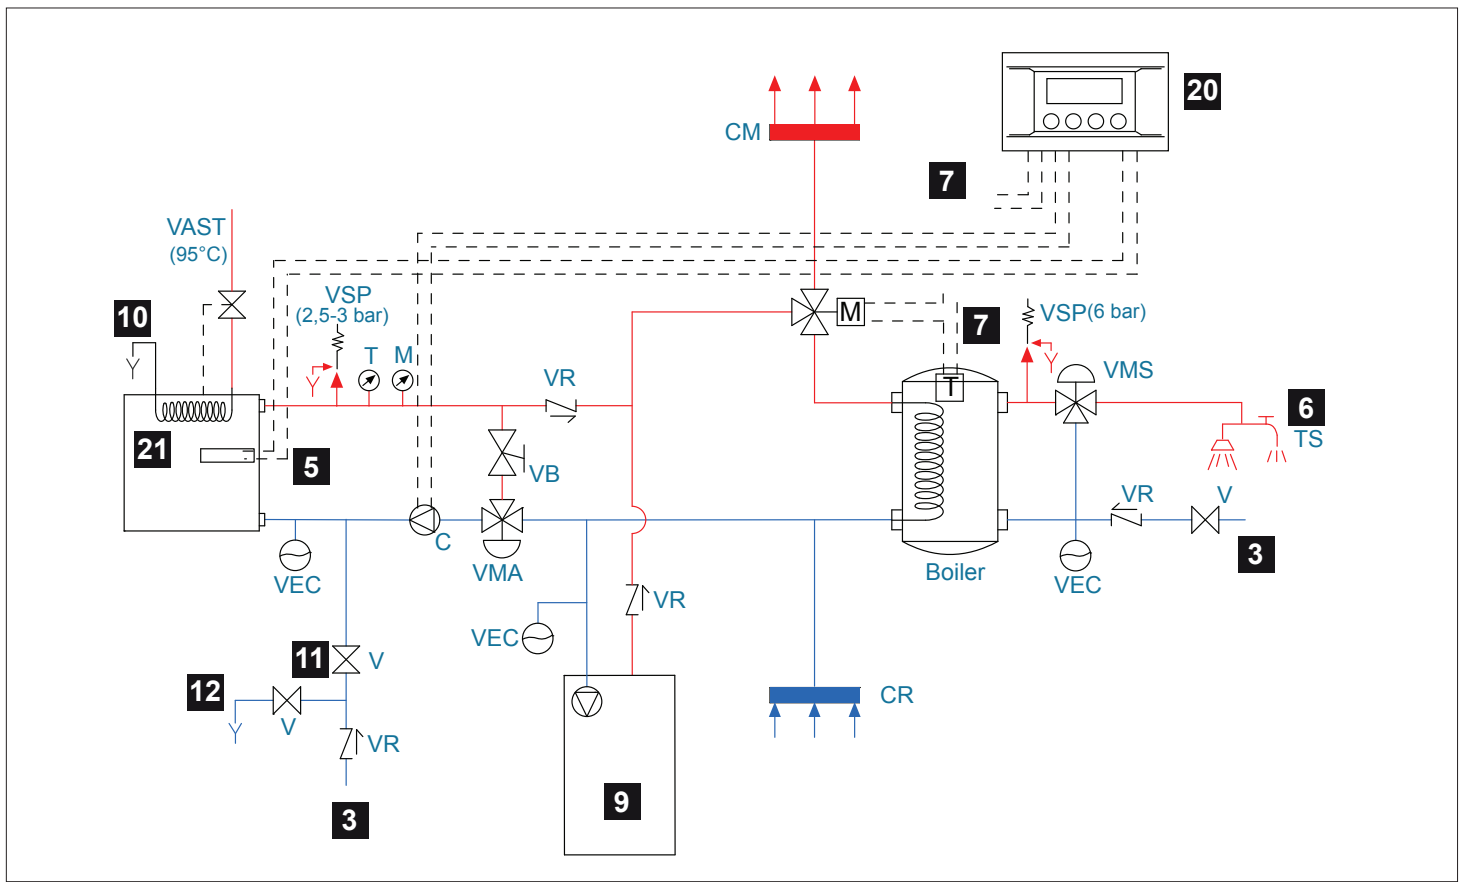 20
CM
7
VAST
(95°C)
VSP
(2,5-3 bar)
10
M
7
VSP(6 bar)
T
M
VR
VMS
T
6
TS
21
5
VB
VR
V
C
3
VEC
VMA
Boiler
VEC
VR
VEC
11
V
12
V
CR
VR
9
3